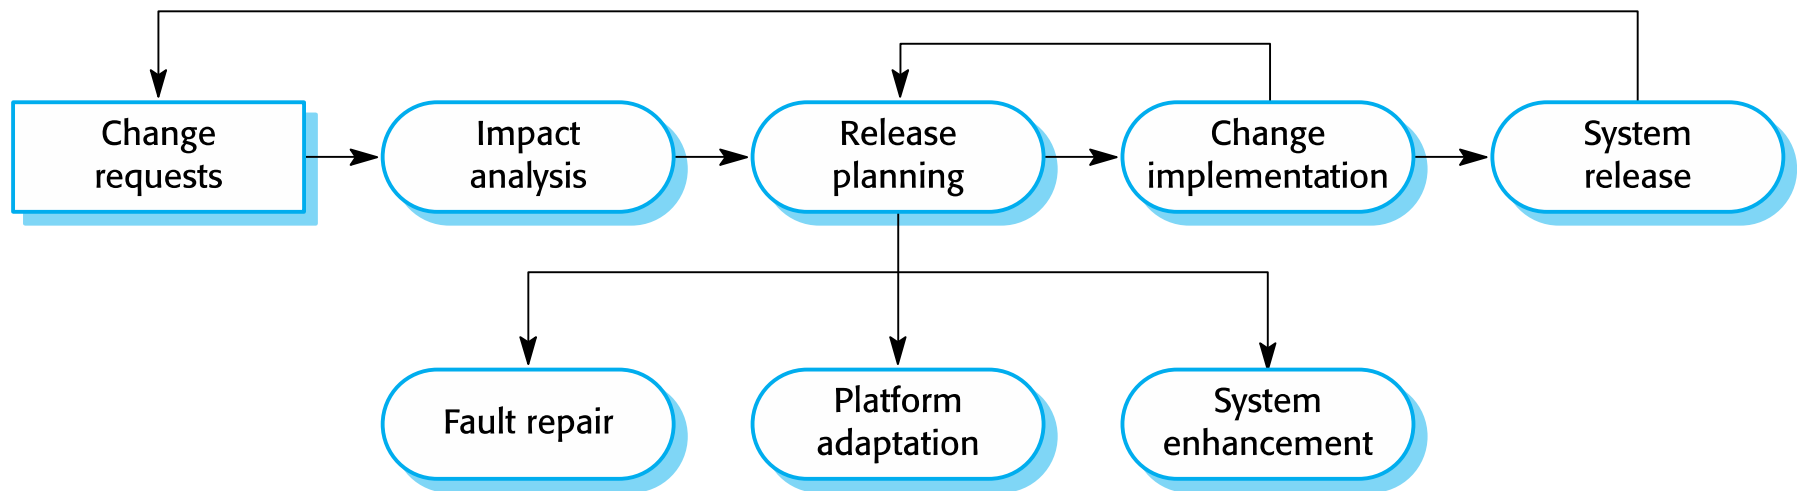 Change
requests
Impact
analysis
Release
planning
Change
implementation
System
release
Fault repair
Platform
adaptation
System
enhancement